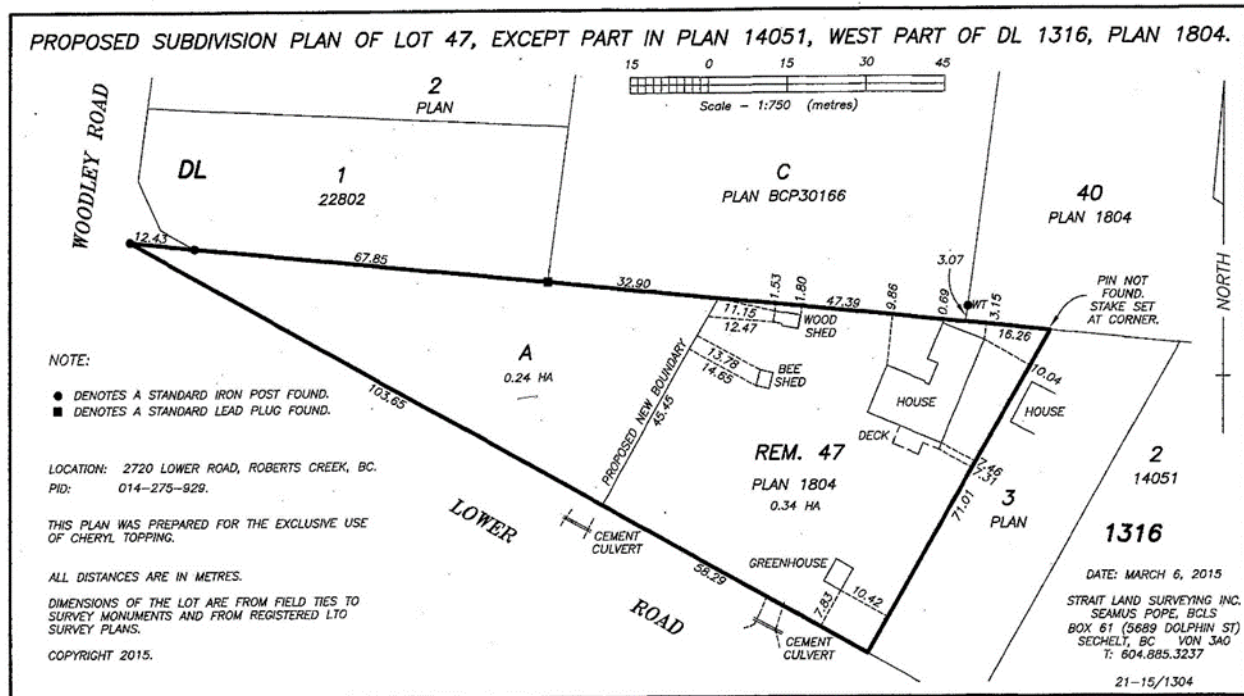 PROPOSED SUBDIVISION PLAN OF LOT 47, EXCEPT PART IN PLAN 14051, WEST PART OF DL 1316, PLAN 1804.
15 0 15 30 45
Scale – 1:750 (metres)
WOODLEY ROAD
2
PLAN
DL
1
22802
C
PLAN BCP30166
40
PLAN 1804
NORTH
12.43
67.85
32.90
1.53
1.80
47.39
9.86
0.69
3.07
WT
3.15
16.26
PIN NOT
FOUND.
STAKE SET
AT CORNER.
11.15
12.47
WOOD
SHED
13.78
14.65
BEE
SHED
A
0.24 HA
103.65
PROPOSED NEW BOUNDARY
45.45
HOUSE
DECK
10.04
HOUSE
7.46
7.31
71.01
REM. 47
PLAN 1804
0.34 HA
3
PLAN
2
14051
1316
LOWER
ROAD
CEMENT
CULVERT
58.29
GREENHOUSE
7.83
10.42
CEMENT
CULVERT
NOTE:
● DENOTES A STANDARD IRON POST FOUND.
■ DENOTES A STANDARD LEAD PLUG FOUND.
LOCATION: 2720 LOWER ROAD, ROBERTS CREEK, BC.
PID: 014–275–929.
THIS PLAN WAS PREPARED FOR THE EXCLUSIVE USE
OF CHERYL TOPPING.
ALL DISTANCES ARE IN METRES.
DIMENSIONS OF THE LOT ARE FROM FIELD TIES TO
SURVEY MONUMENTS AND FROM REGISTERED LTO
SURVEY PLANS.
COPYRIGHT 2015.
DATE: MARCH 6, 2015
STRAIT LAND SURVEYING INC.
SEAMUS POPE, BCLS
BOX 61 (5689 DOLPHIN ST)
SECHELT, BC VON 3A0
T: 604.885.3237
21–15/1304